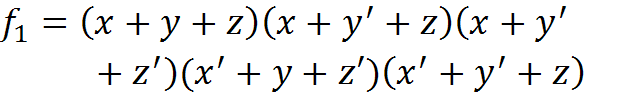 f₁ = (x + y + z)(x + y′ + z)(x + y′
+ z′)(x′ + y + z′)(x′ + y′ + z)